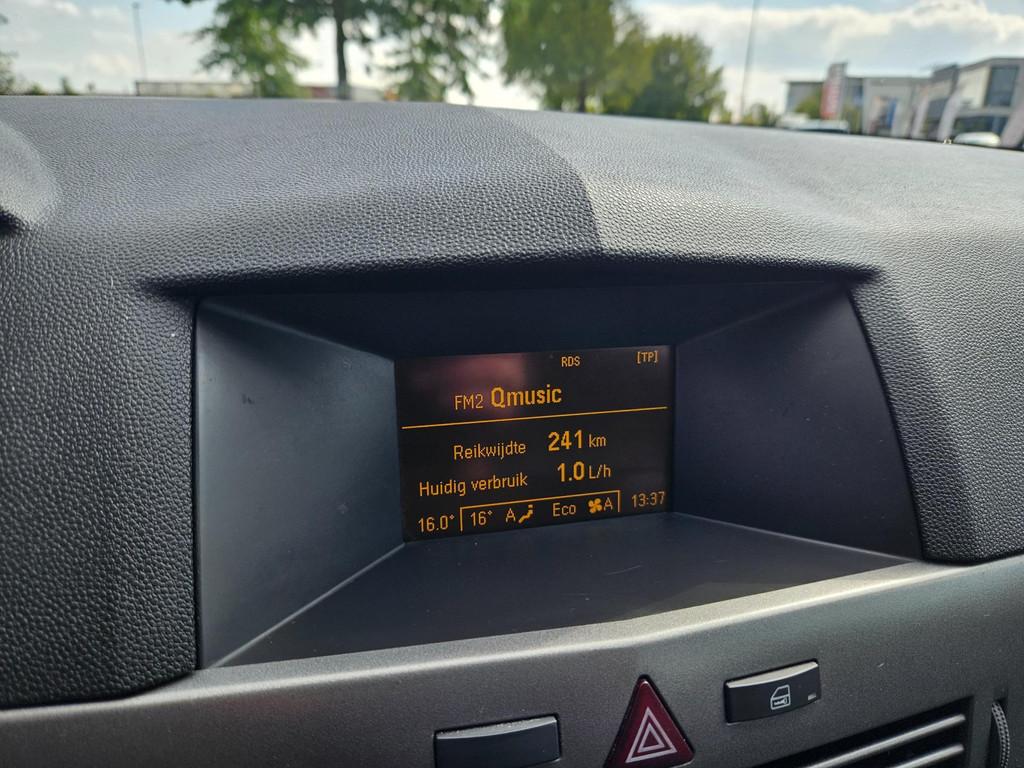 RDS [TP]
FM2 Qmusic
Reikwijdte 241 km
Huidig verbruik 1.0 L/h
16.0° 16° A Eco A 13:37